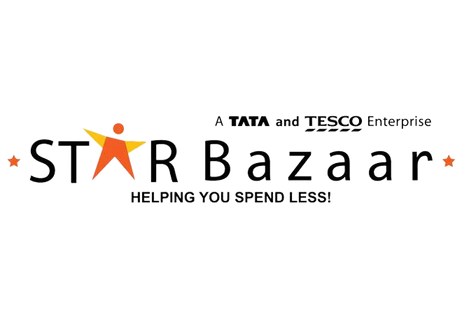 A TATA and TESCO Enterprise
STAR Bazaar
HELPING YOU SPEND LESS!